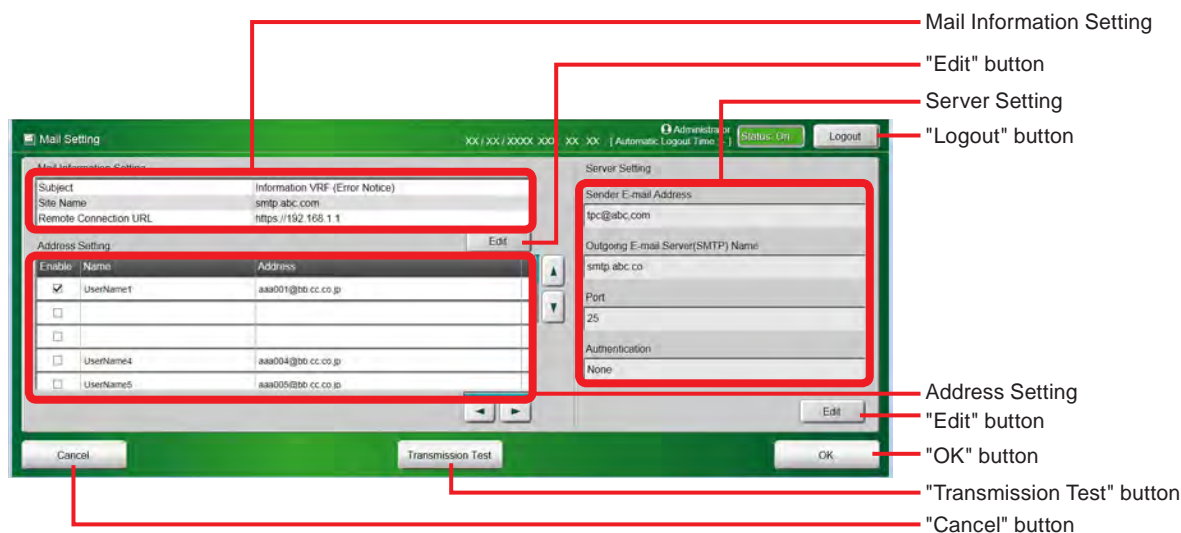 Mail Information Setting
"Edit" button
Server Setting
"Logout" button
Mail Setting
XX / XX / XXXX XX XX XX [ Automatic Logout Time
Administrator
Status: On
Logout
Mail Information Setting
Subject Information VRF (Error Notice)
Site Name smtp.abc.com
Remote Connection URL https://192.168.1.1
Edit
Address Setting
Enable Name Address
UserName1 aaa001@bb.cc.co.jp
UserName4 aaa004@bb.cc.co.jp
UserName5 aaa005@bb.cc.co.jp
Server Setting
Sender E-mail Address
tpc@abc.com
Outgoing E-mail Server(SMTP) Name
smtp.abc.co
Port
25
Authentication
None
Edit
Cancel
Transmission Test
OK
Address Setting
"Edit" button
"OK" button
"Transmission Test" button
"Cancel" button